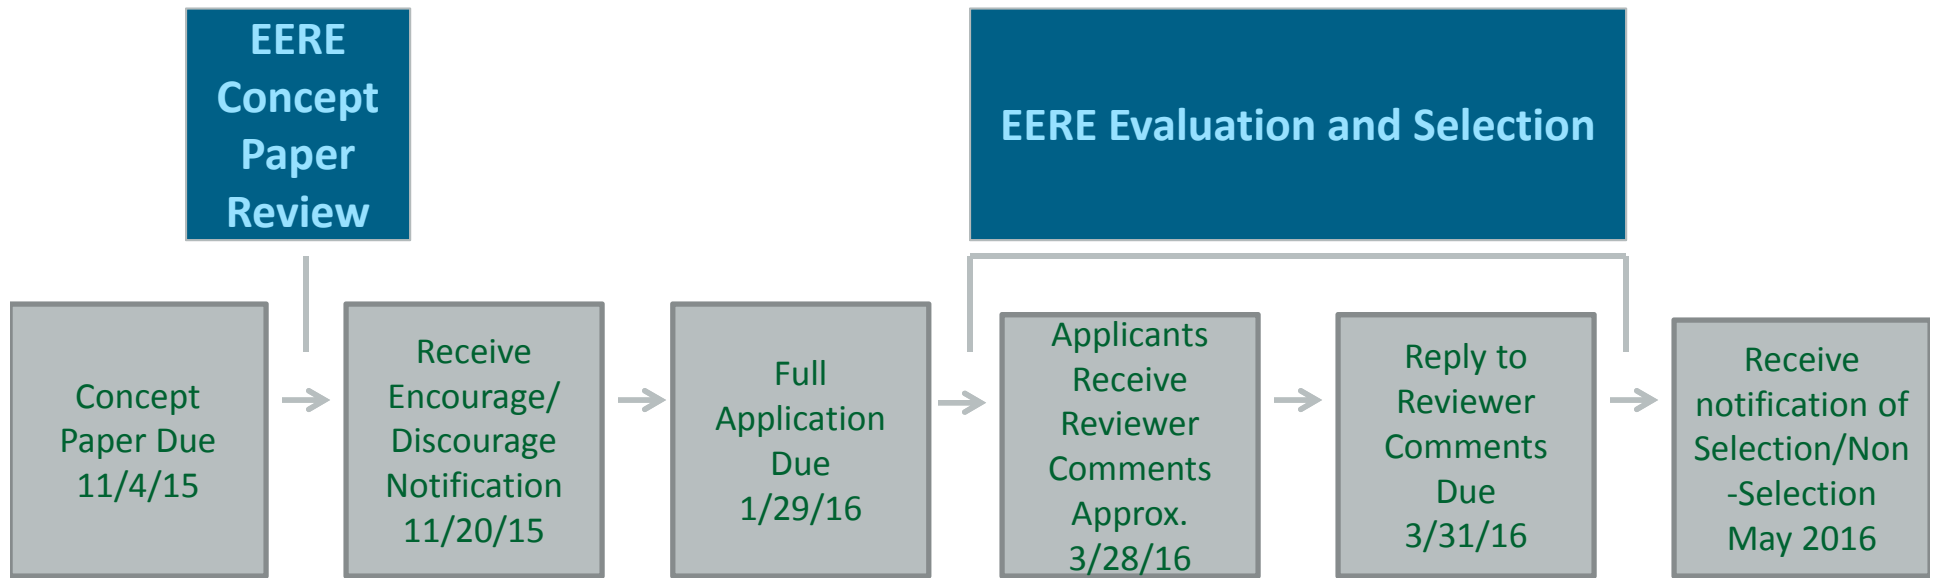 EERE
Concept
Paper
Review
EERE Evaluation and Selection
Concept
Paper Due
11/4/15
Receive
Encourage/
Discourage
Notification
11/20/15
Full
Application
Due
1/29/16
Applicants
Receive
Reviewer
Comments
Approx.
3/28/16
Reply to
Reviewer
Comments
Due
3/31/16
Receive
notification of
Selection/Non
-Selection
May 2016